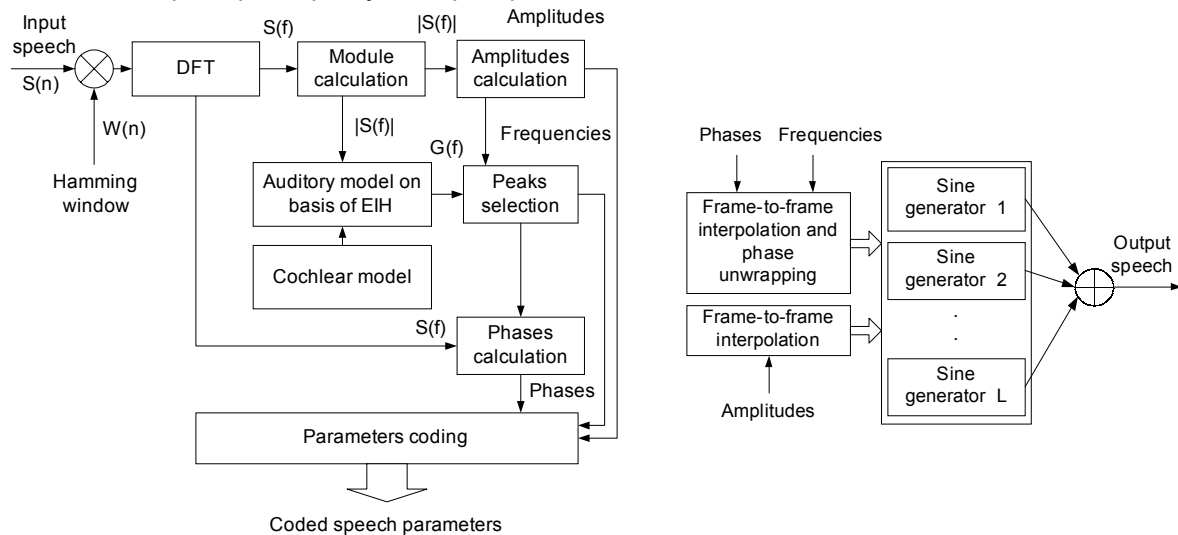 Input
speech
S(n)
W(n)
Hamming
window
DFT
S(f)
Module
calculation
|S(f)|
Amplitudes
Amplitudes
calculation
|S(f)|
Frequencies
G(f)
Auditory model on
basis of EIH
Peaks
selection
Cochlear model
S(f)
Phases
calculation
Phases
Parameters coding
Coded speech parameters
Phases
Frequencies
Frame-to-frame
interpolation and
phase
unwrapping
Frame-to-frame
interpolation
Amplitudes
Sine
generator 1
Sine
generator 2
.
.
Sine
generator L
Output
speech